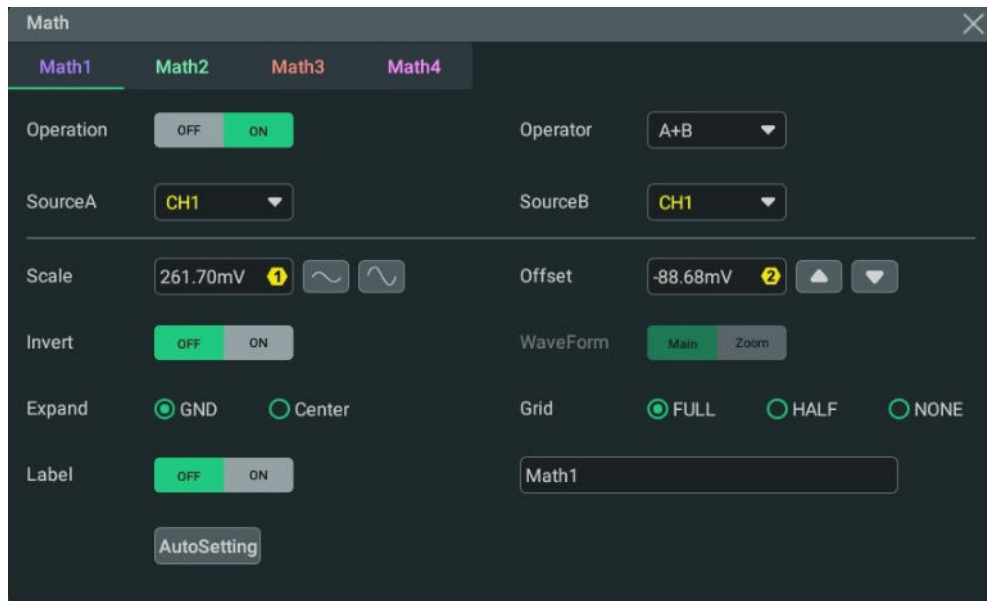 Math
Math1 Math2 Math3 Math4
Operation OFF ON Operator A+B
SourceA CH1 SourceB CH1
Scale 261.70mV 1 Offset -88.68mV 2
Invert OFF ON WaveForm Main Zoom
Expand GND Center Grid FULL HALF NONE
Label OFF ON Math1
AutoSetting